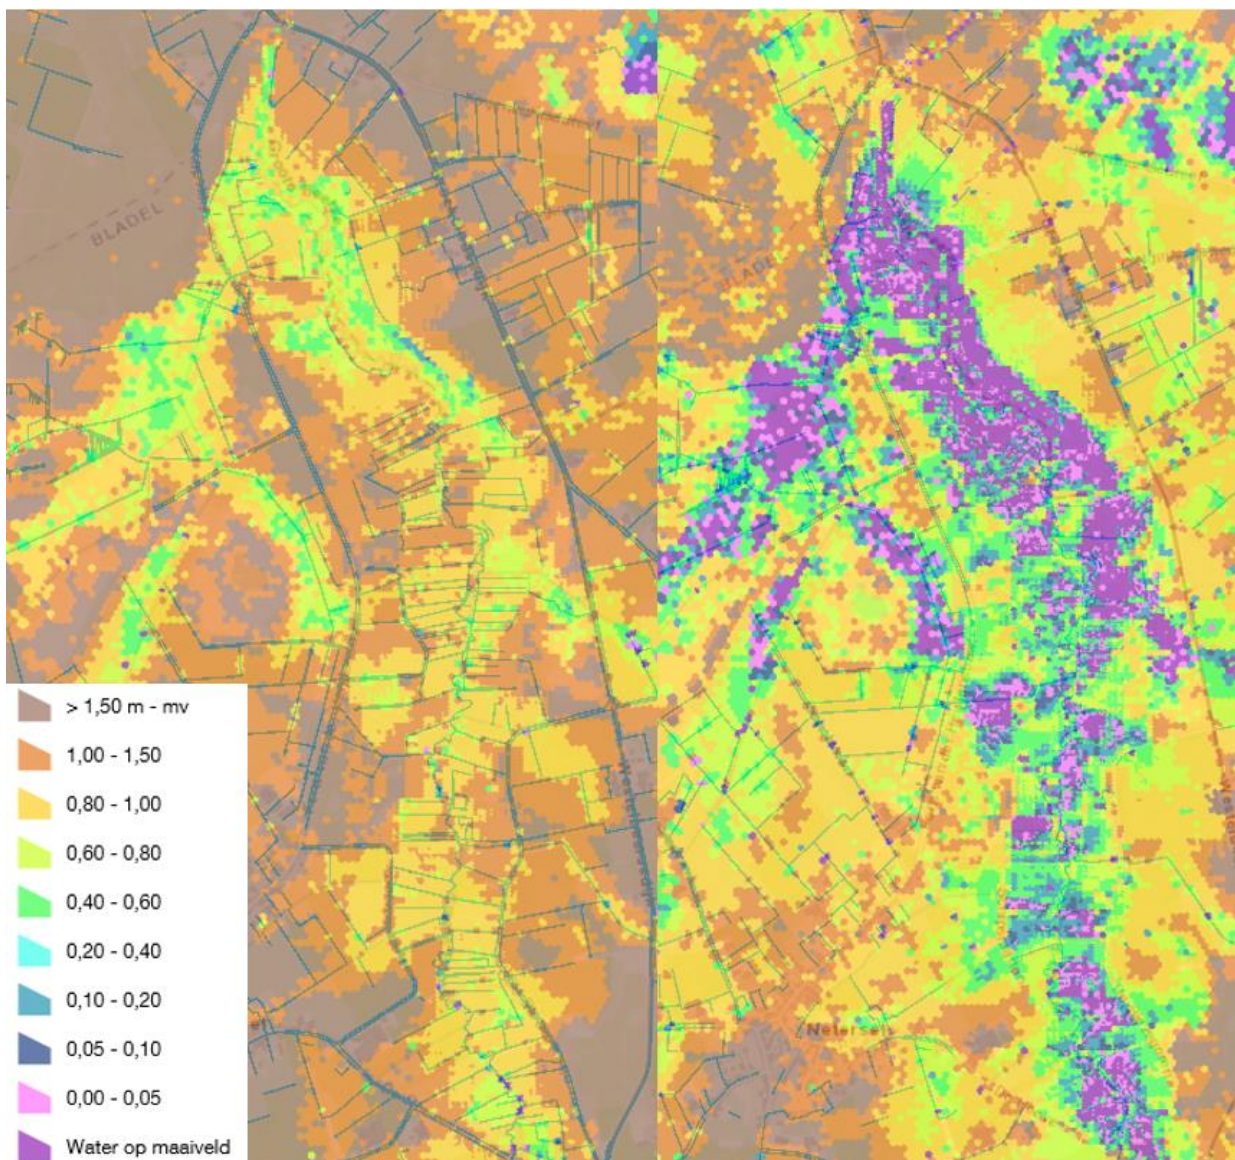 BLADEL
BLADEL
> 1,50 m - mv
1,00 - 1,50
0,80 - 1,00
0,60 - 0,80
0,40 - 0,60
0,20 - 0,40
0,10 - 0,20
0,05 - 0,10
0,00 - 0,05
Water op maaiveld
Netersel